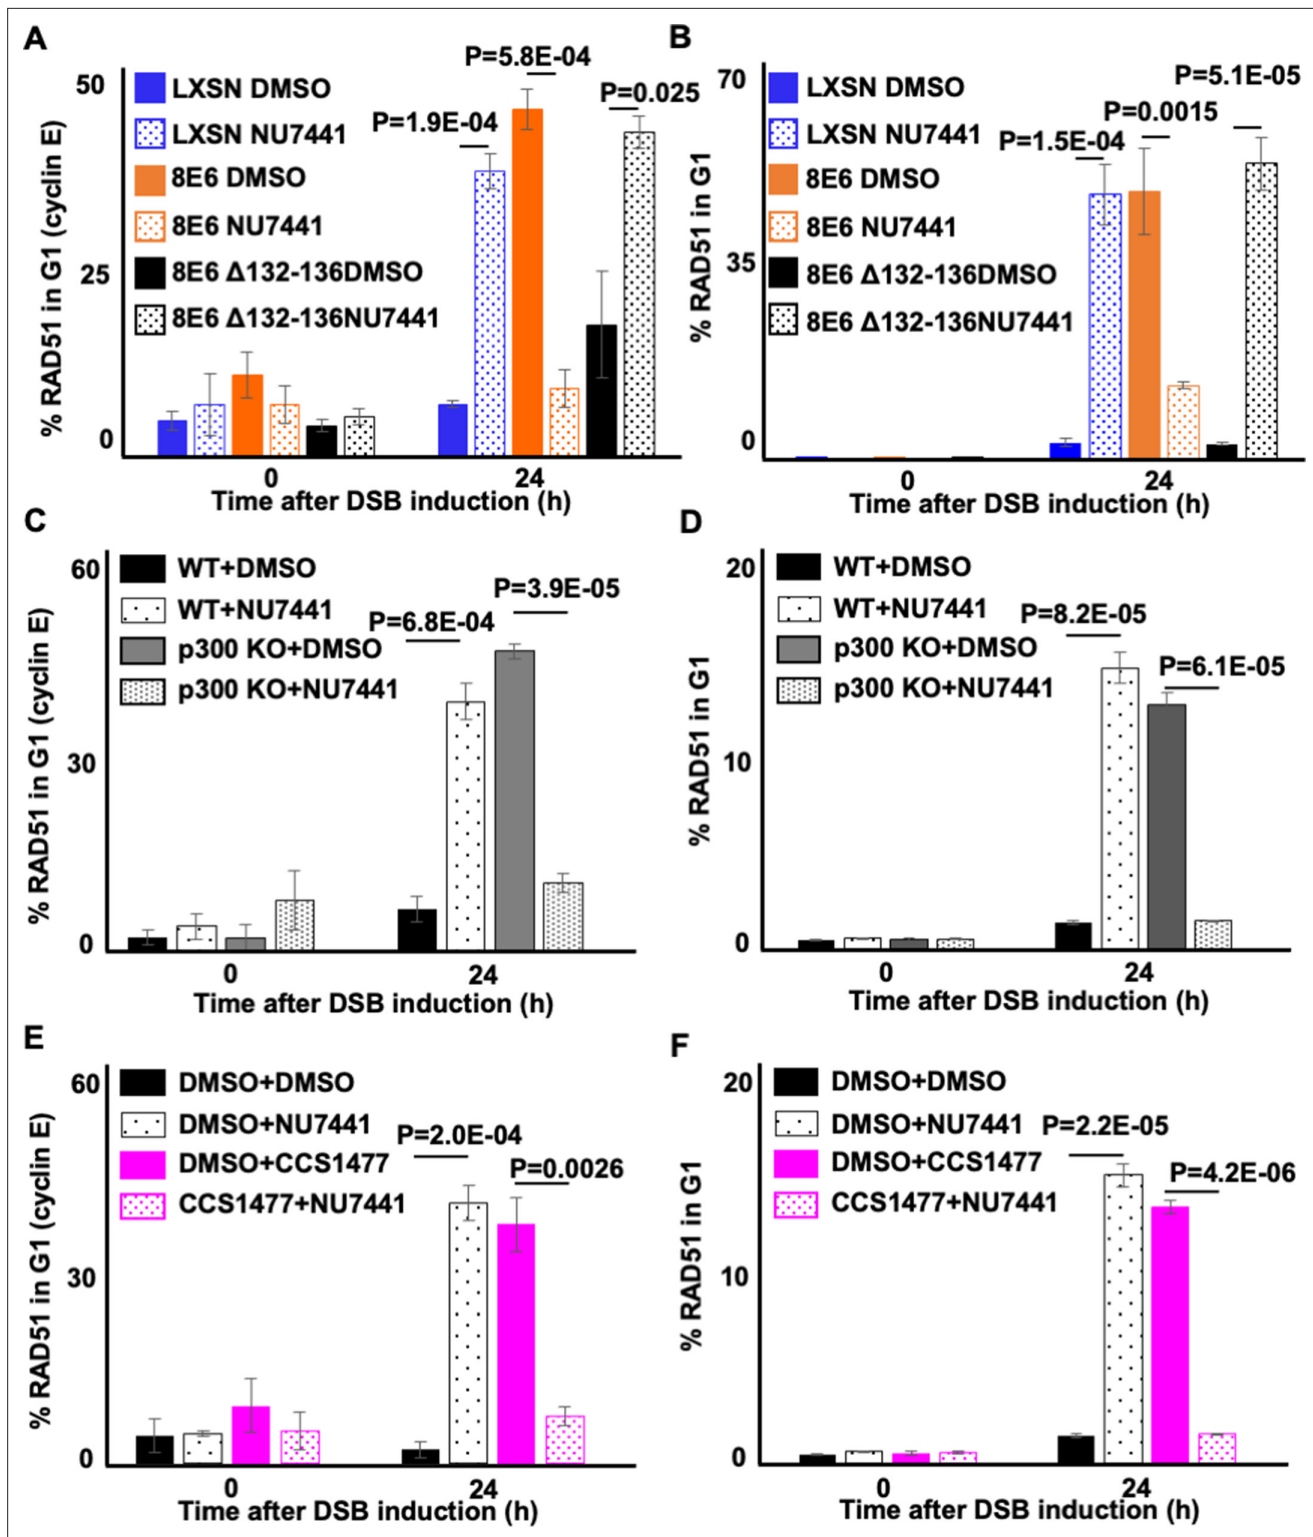 A
% RAD51 in G1 (cyclin E)
50
25
0
LXSN DMSO
LXSN NU7441
8E6 DMSO
8E6 NU7441
8E6 Δ132-136DMSO
8E6 Δ132-136NU7441
P=1.9E-04
P=5.8E-04
P=0.025
0
24
Time after DSB induction (h)
B
% RAD51 in G1
70
35
0
LXSN DMSO
LXSN NU7441
8E6 DMSO
8E6 NU7441
8E6 Δ132-136DMSO
8E6 Δ132-136NU7441
P=1.5E-04
P=0.0015
P=5.1E-05
0
24
Time after DSB induction (h)
C
% RAD51 in G1 (cyclin E)
60
30
0
WT+DMSO
WT+NU7441
p300 KO+DMSO
p300 KO+NU7441
P=6.8E-04
P=3.9E-05
0
24
Time after DSB induction (h)
D
% RAD51 in G1
20
10
0
WT+DMSO
WT+NU7441
p300 KO+DMSO
p300 KO+NU7441
P=8.2E-05
P=6.1E-05
0
24
Time after DSB induction (h)
E
% RAD51 in G1 (cyclin E)
60
30
0
DMSO+DMSO
DMSO+NU7441
DMSO+CCS1477
CCS1477+NU7441
P=2.0E-04
P=0.0026
0
24
Time after DSB induction (h)
F
% RAD51 in G1
20
10
0
DMSO+DMSO
DMSO+NU7441
DMSO+CCS1477
CCS1477+NU7441
P=2.2E-05
P=4.2E-06
0
24
Time after DSB induction (h)